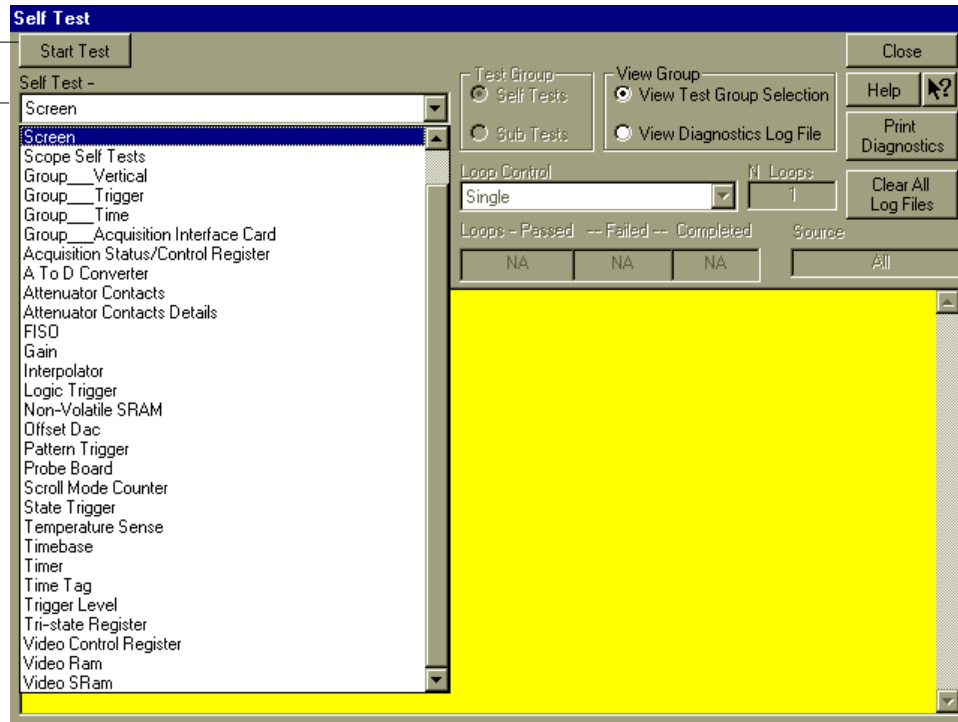 Self Test
Start Test
Close
Self Test -
Screen
Test Group
Self Tests
Sub Tests
View Group
View Test Group Selection
View Diagnostics Log File
Help
?
Print
Diagnostics
Loop Control
Single
N Loops
1
Clear All
Log Files
Loops - Passed -- Failed -- Completed
Source
NA
NA
NA
All
Screen
Scope Self Tests
Group___Vertical
Group___Trigger
Group___Time
Group___Acquisition Interface Card
Acquisition Status/Control Register
A To D Converter
Attenuator Contacts
Attenuator Contacts Details
FISO
Gain
Interpolator
Logic Trigger
Non-Volatile SRAM
Offset Dac
Pattern Trigger
Probe Board
Scroll Mode Counter
State Trigger
Temperature Sense
Timebase
Timer
Time Tag
Trigger Level
Tri-state Register
Video Control Register
Video Ram
Video SRam